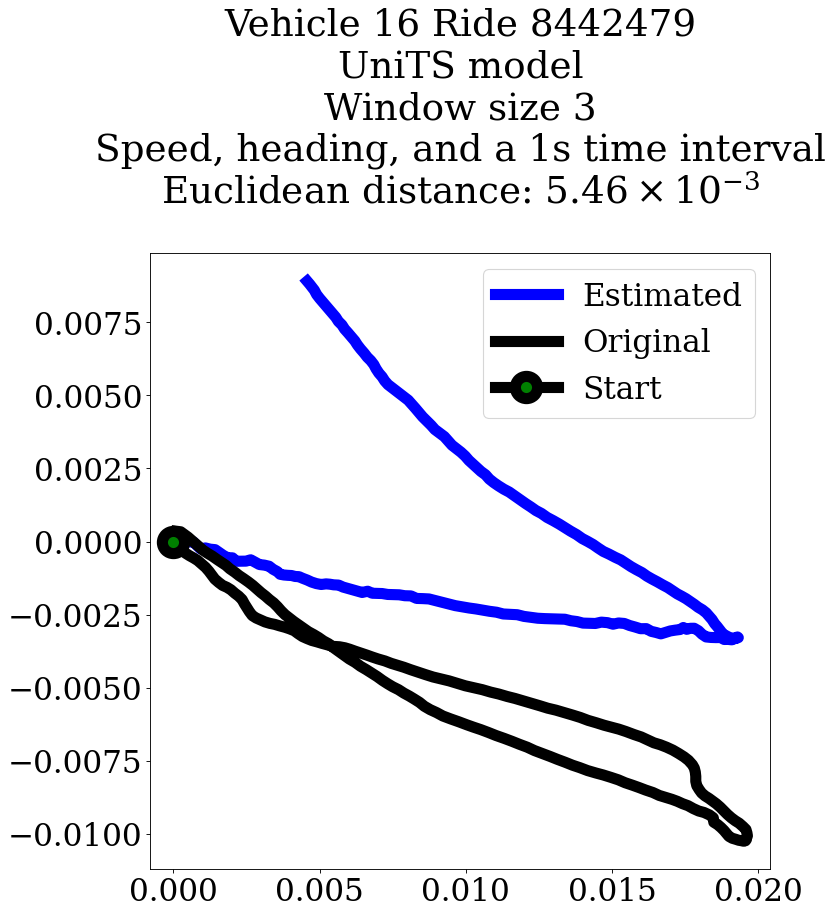 Vehicle 16 Ride 8442479
UniTS model
Window size 3
Speed, heading, and a 1s time interval
Euclidean distance: 5.46 × 10⁻³
Estimated
Original
Start
0.0075
0.0050
0.0025
0.0000
−0.0025
−0.0050
−0.0075
−0.0100
0.000 0.005 0.010 0.015 0.020